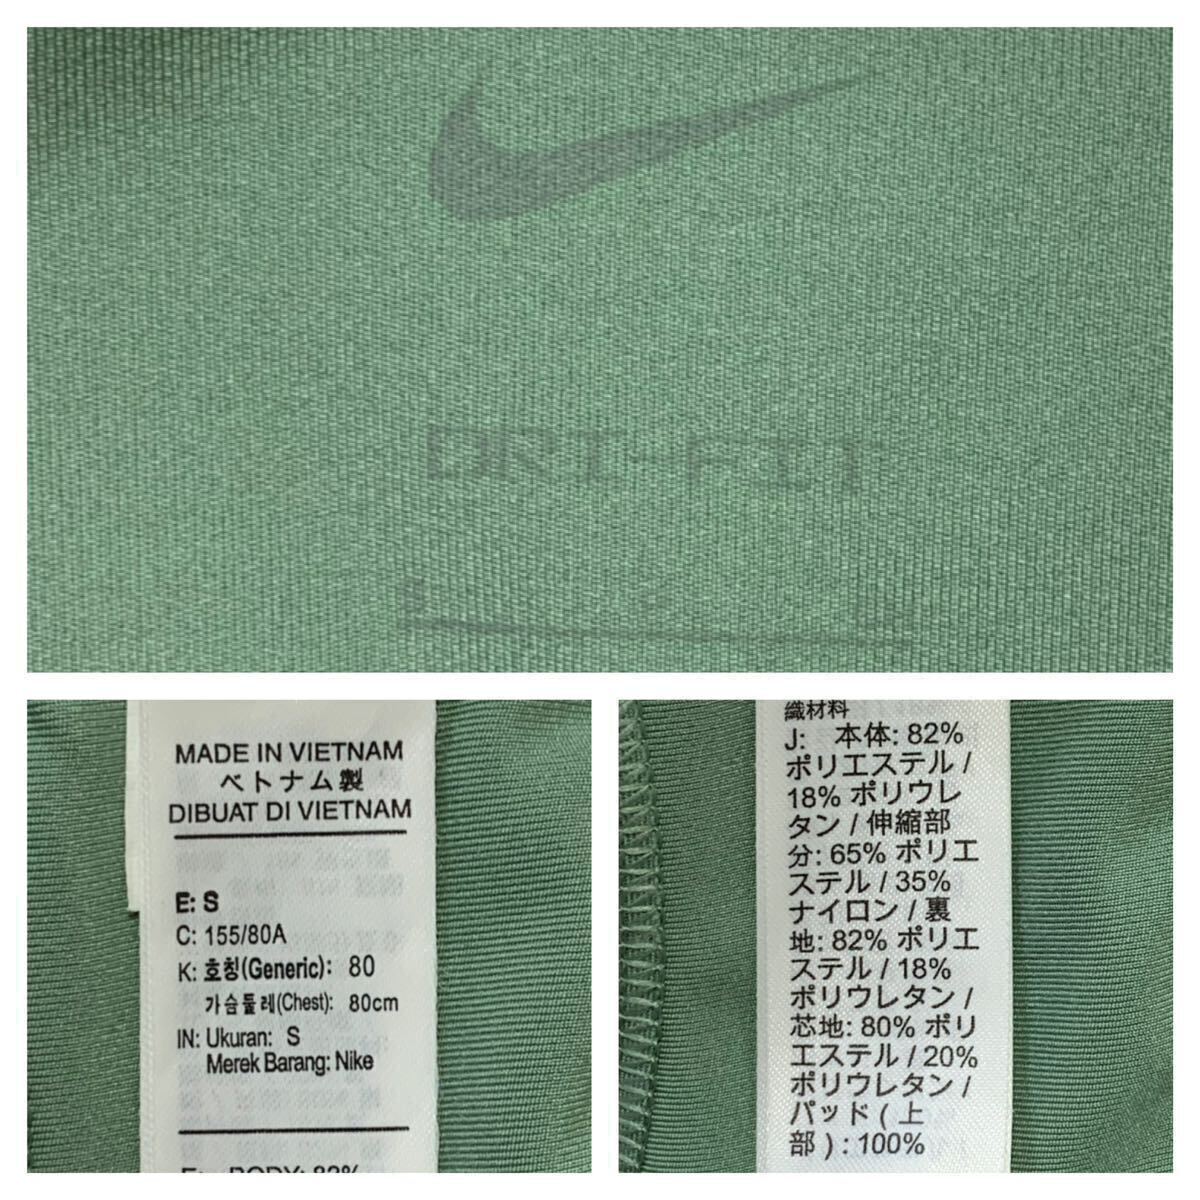 DRI-FIT
S
MADE IN VIETNAM
ベトナム製
DIBUAT DI VIETNAM
E: S
C: 155/80A
K: 호칭(Generic): 80
가슴둘레(Chest): 80cm
IN: Ukuran: S
Merek Barang: Nike
BODY: 82%
織材料
J: 本体: 82%
ポリエステル /
18% ポリウレ
タン / 伸縮部
分: 65% ポリエ
ステル / 35%
ナイロン / 裏
地: 82% ポリエ
ステル / 18%
ポリウレタン /
芯地: 80% ポリ
エステル / 20%
ポリウレタン /
パッド ( 上
部 ) : 100%